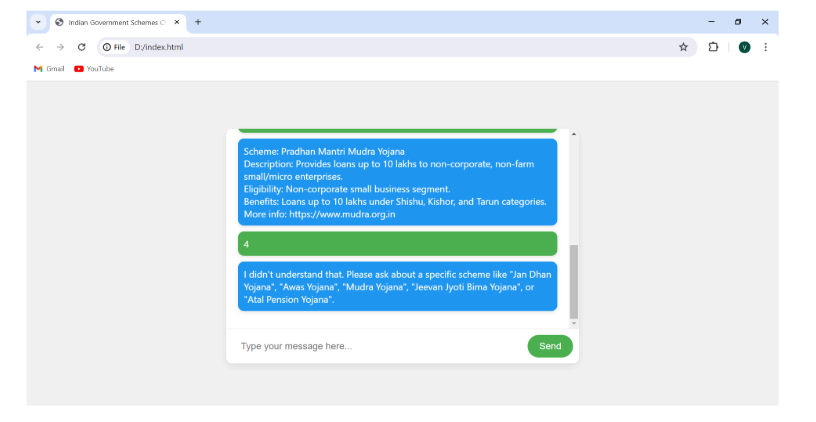 Indian Government Schemes C
File D:/index.html
Gmail YouTube
Scheme: Pradhan Mantri Mudra Yojana
Description: Provides loans up to 10 lakhs to non-corporate, non-farm
small/micro enterprises.
Eligibility: Non-corporate small business segment.
Benefits: Loans up to 10 lakhs under Shishu, Kishor, and Tarun categories.
More info: https://www.mudra.org.in
4
I didn't understand that. Please ask about a specific scheme like "Jan Dhan
Yojana", "Awas Yojana", "Mudra Yojana", "Jeevan Jyoti Bima Yojana", or
"Atal Pension Yojana".
Type your message here...
Send
V